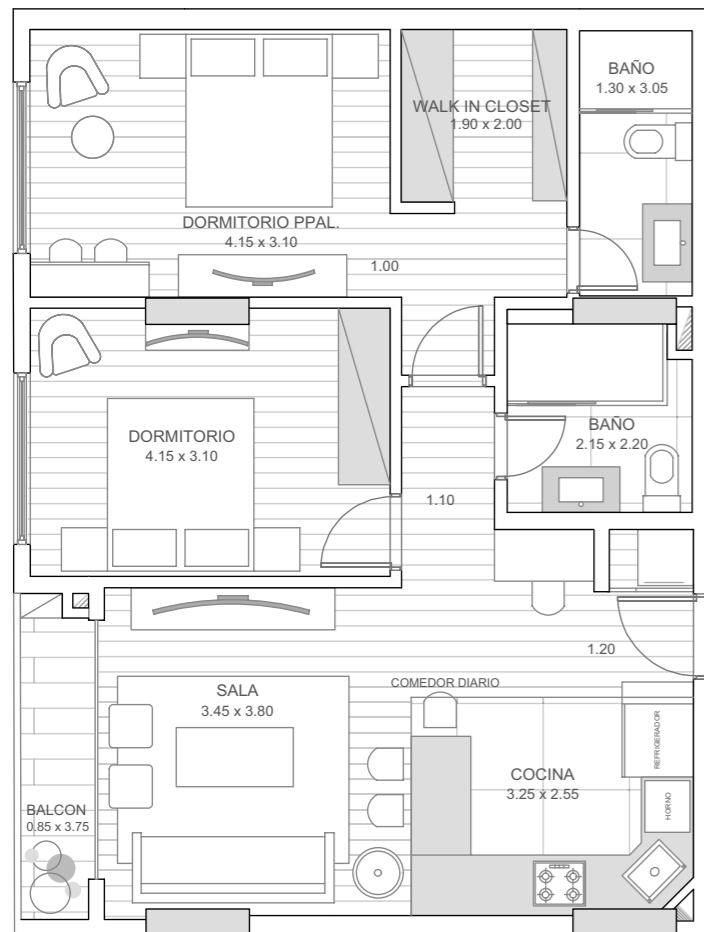 BAÑO
1.30 x 3.05
WALK IN CLOSET
1.90 x 2.00
DORMITORIO PPAL.
4.15 x 3.10
1.00
DORMITORIO
4.15 x 3.10
BAÑO
2.15 x 2.20
1.10
1.20
COMEDOR DIARIO
SALA
3.45 x 3.80
REFRIGERADOR
COCINA
3.25 x 2.55
HORNO
BALCON
0.85 x 3.75